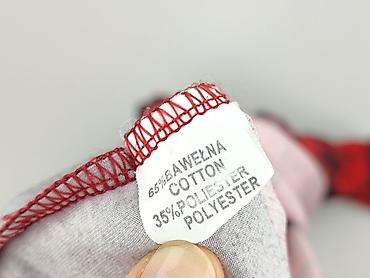 65% BAWEŁNA
COTTON
35% POLIESTER
POLYESTER